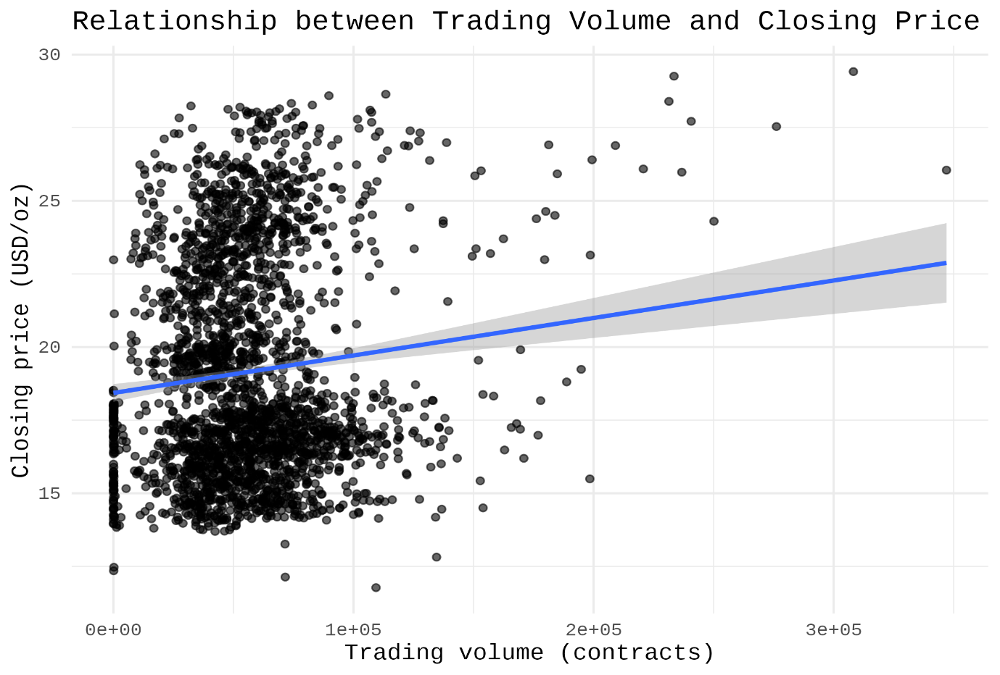 Relationship between Trading Volume and Closing Price
30
25
20
15
Closing price (USD/oz)
0e+00 1e+05 2e+05 3e+05
Trading volume (contracts)